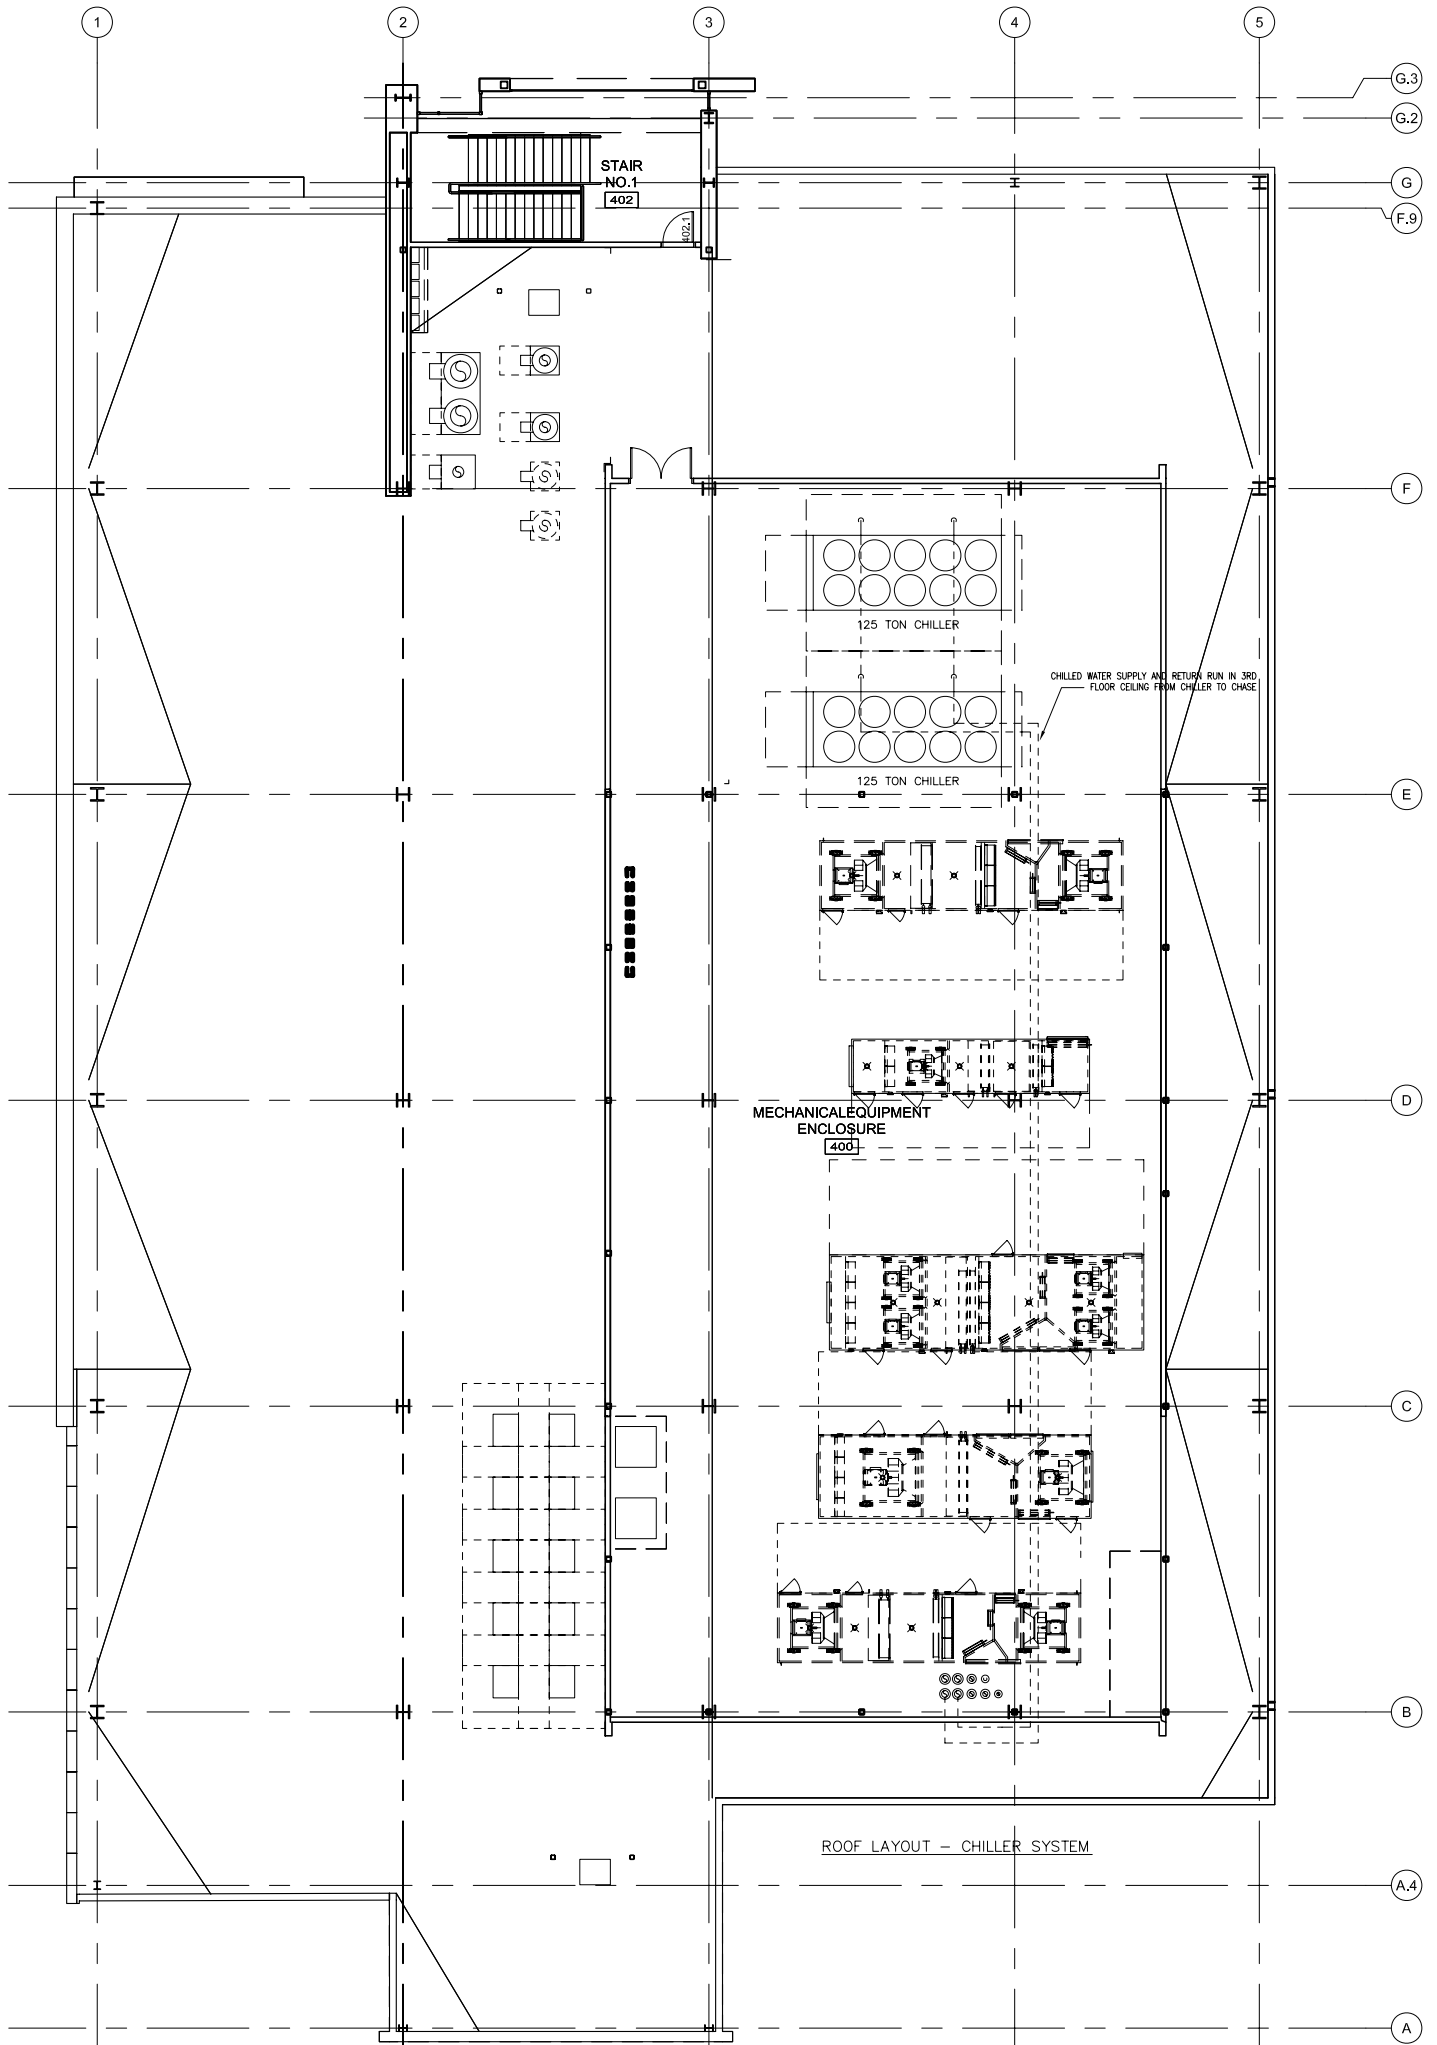 1
2
3
4
5
G.3
G.2
G
F.9
STAIR
NO.1
402
402.1
F
125 TON CHILLER
CHILLED WATER SUPPLY AND RETURN RUN IN 3RD
FLOOR CEILING FROM CHILLER TO CHASE
125 TON CHILLER
E
D
MECHANICALEQUIPMENT
ENCLOSURE
400
C
B
ROOF LAYOUT – CHILLER SYSTEM
A.4
A